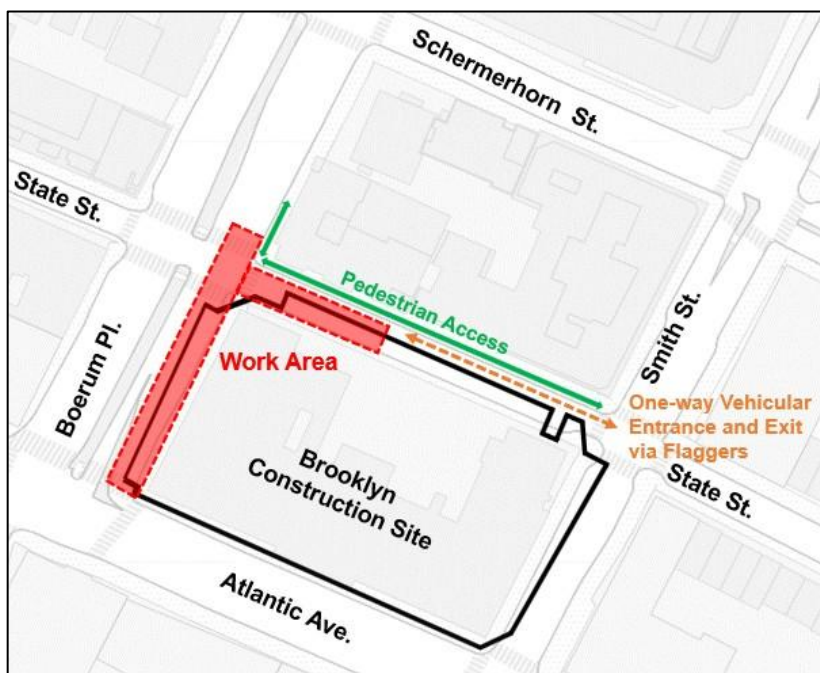 Schermerhorn St.
State St.
Pedestrian Access
Smith St.
Boerum Pl.
Work Area
One-way Vehicular
Entrance and Exit
via Flaggers
Brooklyn
Construction Site
State St.
Atlantic Ave.